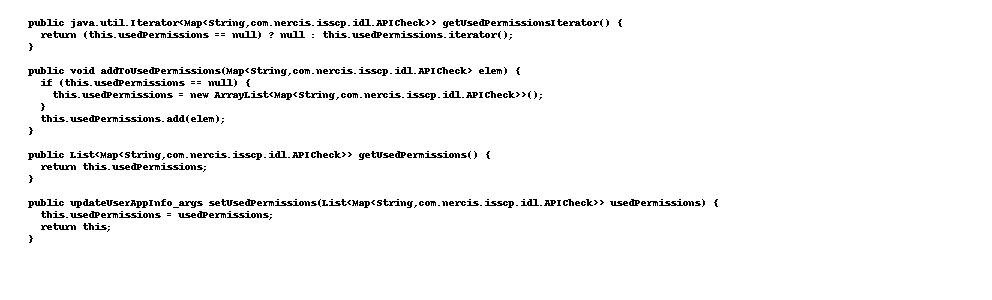 public java.util.Iterator<Map<String,com.nercis.isscp.idl.APICheck>> getUsedPermissionsIterator() {
  return (this.usedPermissions == null) ? null : this.usedPermissions.iterator();
}

public void addToUsedPermissions(Map<String,com.nercis.isscp.idl.APICheck> elem) {
  if (this.usedPermissions == null) {
    this.usedPermissions = new ArrayList<Map<String,com.nercis.isscp.idl.APICheck>>();
  }
  this.usedPermissions.add(elem);
}

public List<Map<String,com.nercis.isscp.idl.APICheck>> getUsedPermissions() {
  return this.usedPermissions;
}

public updateUserAppInfo_args setUsedPermissions(List<Map<String,com.nercis.isscp.idl.APICheck>> usedPermissions) {
  this.usedPermissions = usedPermissions;
  return this;
}